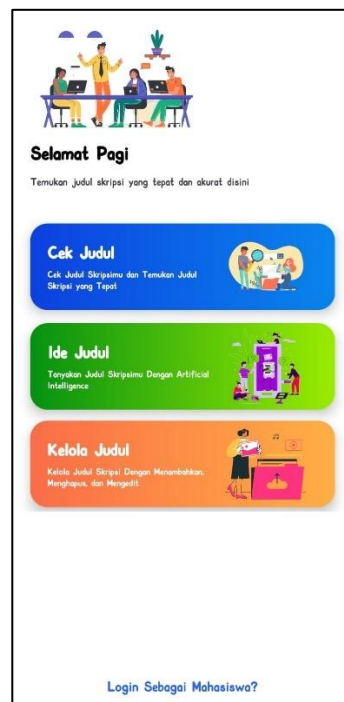 Selamat Pagi
Temukan judul skripsi yang tepat dan akurat disini
Cek Judul
Cek Judul Skripsimu dan Temukan Judul
Skripsi yang Tepat
Ide Judul
Tanyakan Judul Skripsimu Dengan Artificial
Intelligence
Kelola Judul
Kelola Judul Skripsi Dengan Menambahkan,
Menghapus, dan Mengedit
Login Sebagai Mahasiswa?